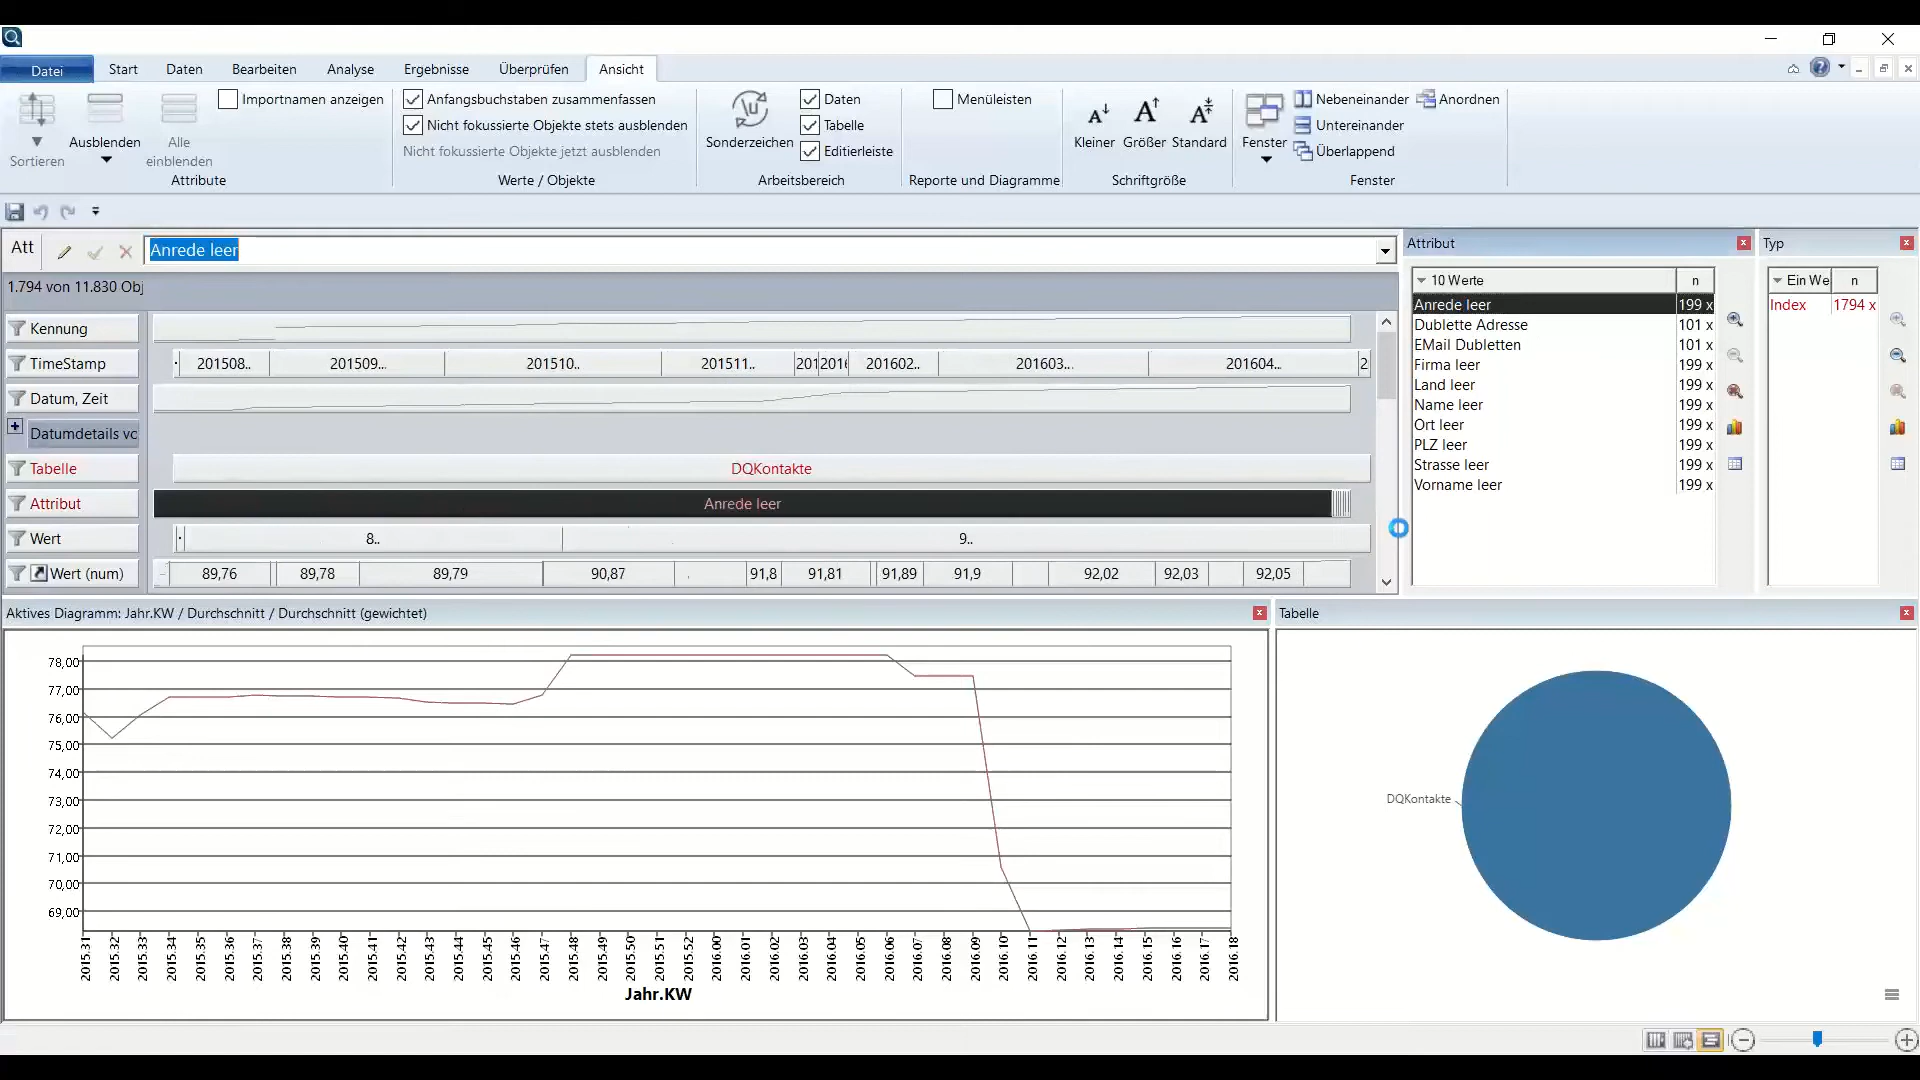 Datei Start Daten Bearbeiten Analyse Ergebnisse Überprüfen Ansicht
Importnamen anzeigen
Anfangsbuchstaben zusammenfassen
Daten
Menüleisten
Nebeneinander Anordnen
Nicht fokussierte Objekte stets ausblenden
Tabelle
Untereinander
Sortieren
Ausblenden
Alle einblenden
Nicht fokussierte Objekte jetzt ausblenden
Sonderzeichen
Editierleiste
Kleiner Größer Standard
Fenster
Überlappend
Attribute
Werte / Objekte
Arbeitsbereich
Reporte und Diagramme
Schriftgröße
Fenster
Att
Anrede leer
1.794 von 11.830 Obj
Kennung
TimeStamp
201508.. 201509... 201510.. 201511.. 201 201 201602.. 201603... 201604... 2
Datum, Zeit
Datumdetails vo
Tabelle
DQKontakte
Attribut
Anrede leer
Wert
8.. 9..
Wert (num)
89,76 89,78 89,79 90,87 91,8 91,81 91,89 91,9 92,02 92,03 92,05
Attribut
10 Werte n
Anrede leer 199 x
Dublette Adresse 101 x
EMail Dubletten 101 x
Firma leer 199 x
Land leer 199 x
Name leer 199 x
Ort leer 199 x
PLZ leer 199 x
Strasse leer 199 x
Vorname leer 199 x
Typ
Ein We n
Index 1794 x
Aktives Diagramm: Jahr.KW / Durchschnitt / Durchschnitt (gewichtet)
78,00
77,00
76,00
75,00
74,00
73,00
72,00
71,00
70,00
69,00
2015.31 2015.32 2015.33 2015.34 2015.35 2015.36 2015.37 2015.38 2015.39 2015.40 2015.41 2015.42 2015.43 2015.44 2015.45 2015.46 2015.47 2015.48 2015.49 2015.50 2015.51 2015.52 2016.00 2016.01 2016.02 2016.03 2016.04 2016.05 2016.06 2016.07 2016.08 2016.09 2016.10 2016.11 2016.12 2016.13 2016.14 2016.15 2016.16 2016.17 2016.18
Jahr.KW
Tabelle
DQKontakte